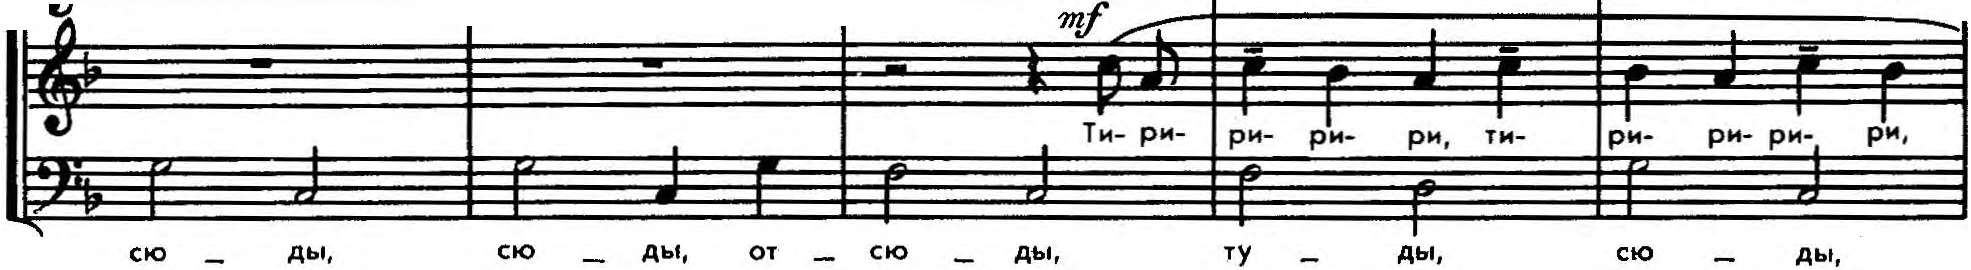 mf
Ти- ри- ри- ри- ри, ти- ри- ри- ри- ри,
сю _ ды, сю _ ды, от _ сю _ ды, ту _ ды, сю _ ды,